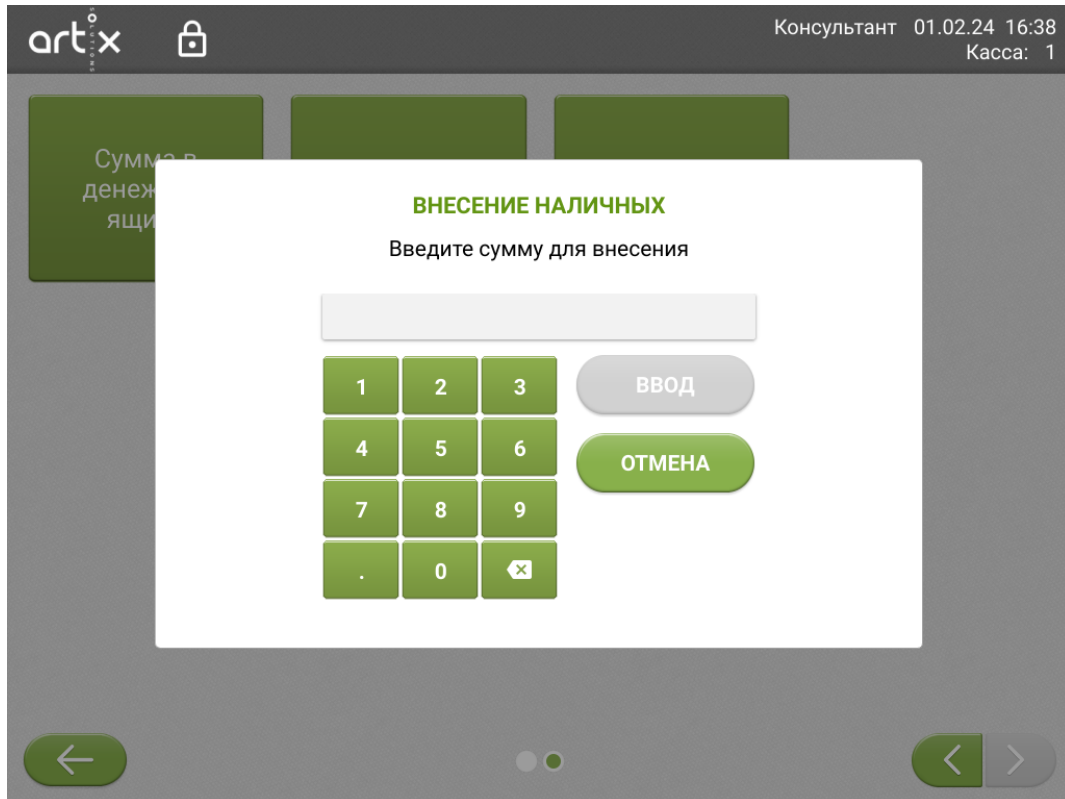 artix
SOLUTIONS
Консультант 01.02.24 16:38
Касса: 1
Сумма в
денеж
ящи
ВНЕСЕНИЕ НАЛИЧНЫХ
Введите сумму для внесения
1 2 3 ВВОД
4 5 6 ОТМЕНА
7 8 9
. 0